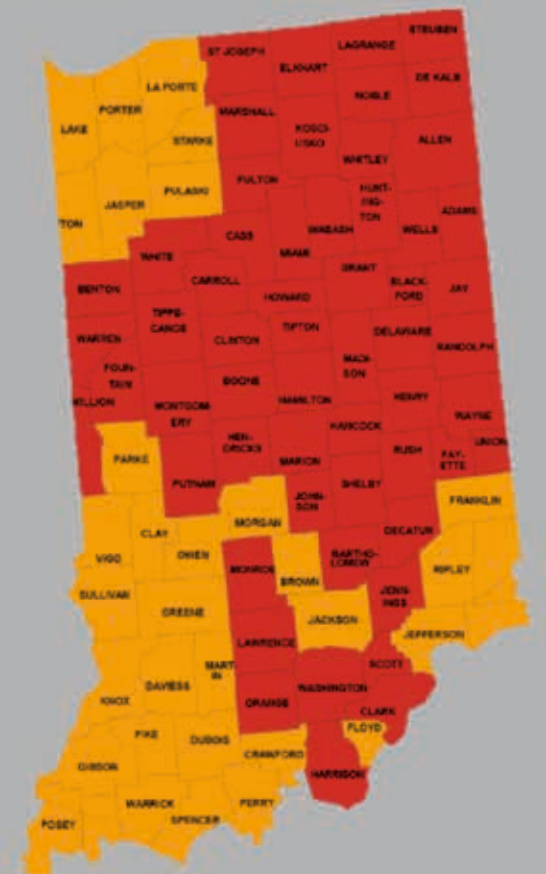 STEUBEN
LAGRANGE
ST JOSEPH
ELKHART
DE KALB
LA PORTE
NOBLE
PORTER
MARSHALL
LAKE
KOSCI-
USKO
ALLEN
STARKE
WHITLEY
FULTON
PULASKI
HUNT-
ING-
TON
JASPER
ADAMS
TON
CASS
WABASH
WELLS
WHITE
MIAMI
GRANT
CARROLL
BENTON
BLACK-
FORD
JAY
HOWARD
TIPPE-
CANOE
TIPTON
DELAWARE
WARREN
CLINTON
RANDOLPH
FOUN-
TAIN
MADI-
SON
BOONE
HENRY
MILLION
HAMILTON
MONTGOM
ERY
WAYNE
HANCOCK
HEN-
DRICKS
UNION
RUSH
FAY-
ETTE
PARKE
MARION
PUTNAM
SHELBY
JOHN-
SON
FRANKLIN
MORGAN
CLAY
DECATUR
OWEN
VIGO
BARTHO-
LOMEW
MONROE
RIPLEY
BROWN
SULLIVAN
JENN-
INGS
GREENE
JACKSON
JEFFERSON
LAWRENCE
MART-
IN
SCOTT
DAVIESS
WASHINGTON
KNOX
ORANGE
CLARK
FLOYD
PIKE
DUBOIS
CRAWFORD
GIBSON
HARRISON
WARRICK
PERRY
SPENCER
POSEY